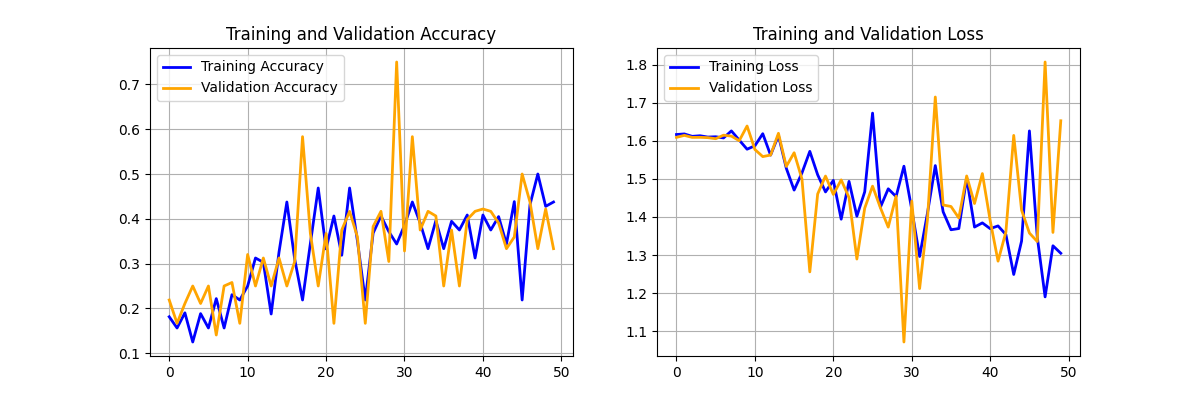 Training and Validation Accuracy
Training Accuracy
Validation Accuracy
0.7
0.6
0.5
0.4
0.3
0.2
0.1
0 10 20 30 40 50
Training and Validation Loss
Training Loss
Validation Loss
1.8
1.7
1.6
1.5
1.4
1.3
1.2
1.1
0 10 20 30 40 50